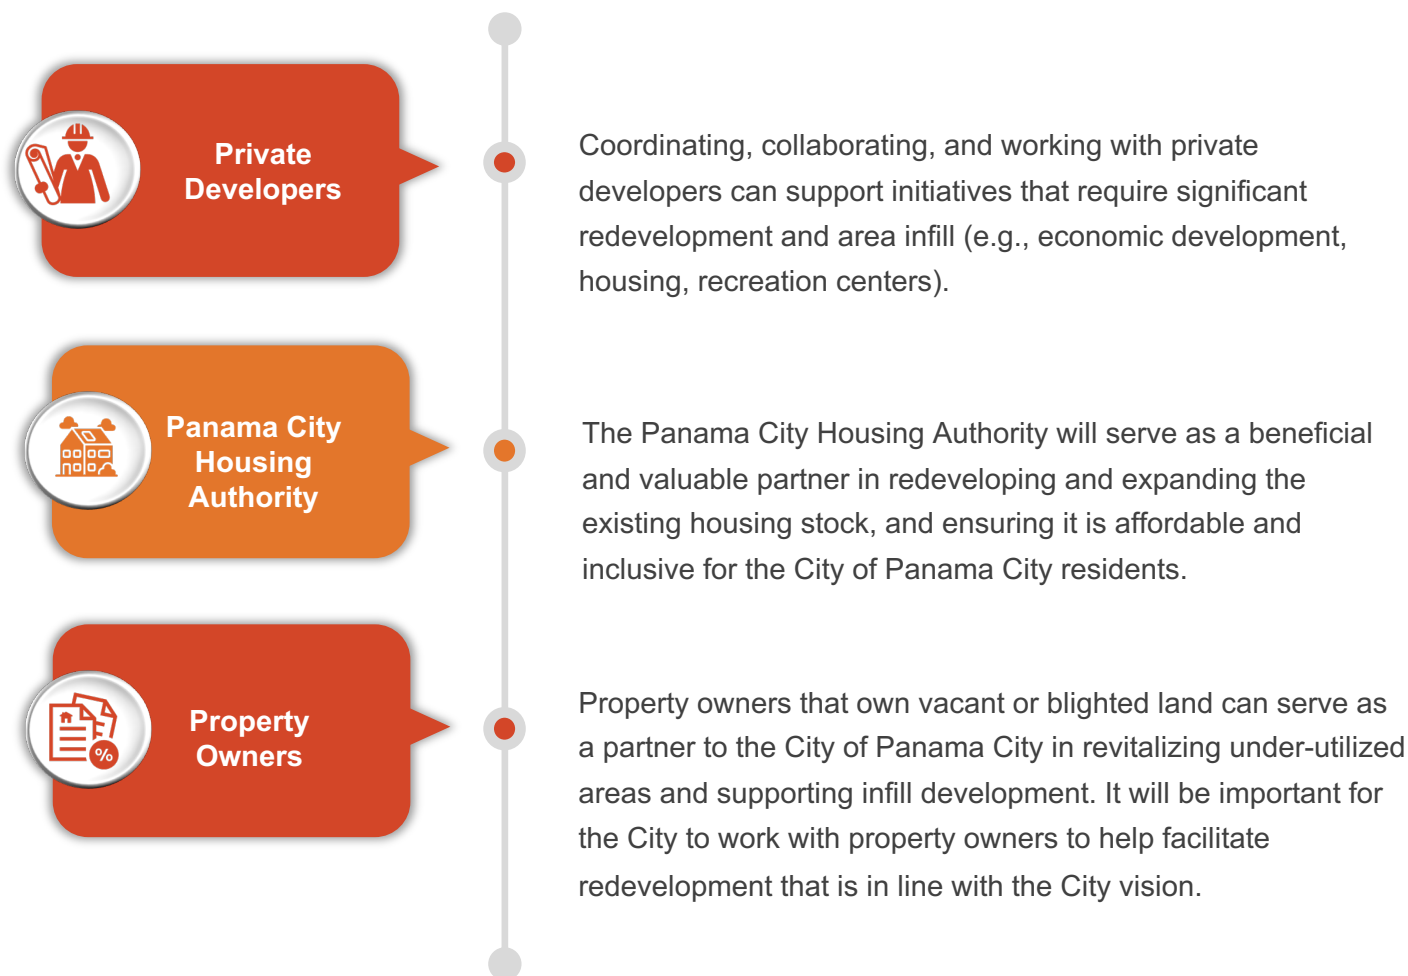 Private
Developers
Coordinating, collaborating, and working with private
developers can support initiatives that require significant
redevelopment and area infill (e.g., economic development,
housing, recreation centers).
Panama City
Housing
Authority
The Panama City Housing Authority will serve as a beneficial
and valuable partner in redeveloping and expanding the
existing housing stock, and ensuring it is affordable and
inclusive for the City of Panama City residents.
Property
Owners
%
Property owners that own vacant or blighted land can serve as
a partner to the City of Panama City in revitalizing under-utilized
areas and supporting infill development. It will be important for
the City to work with property owners to help facilitate
redevelopment that is in line with the City vision.